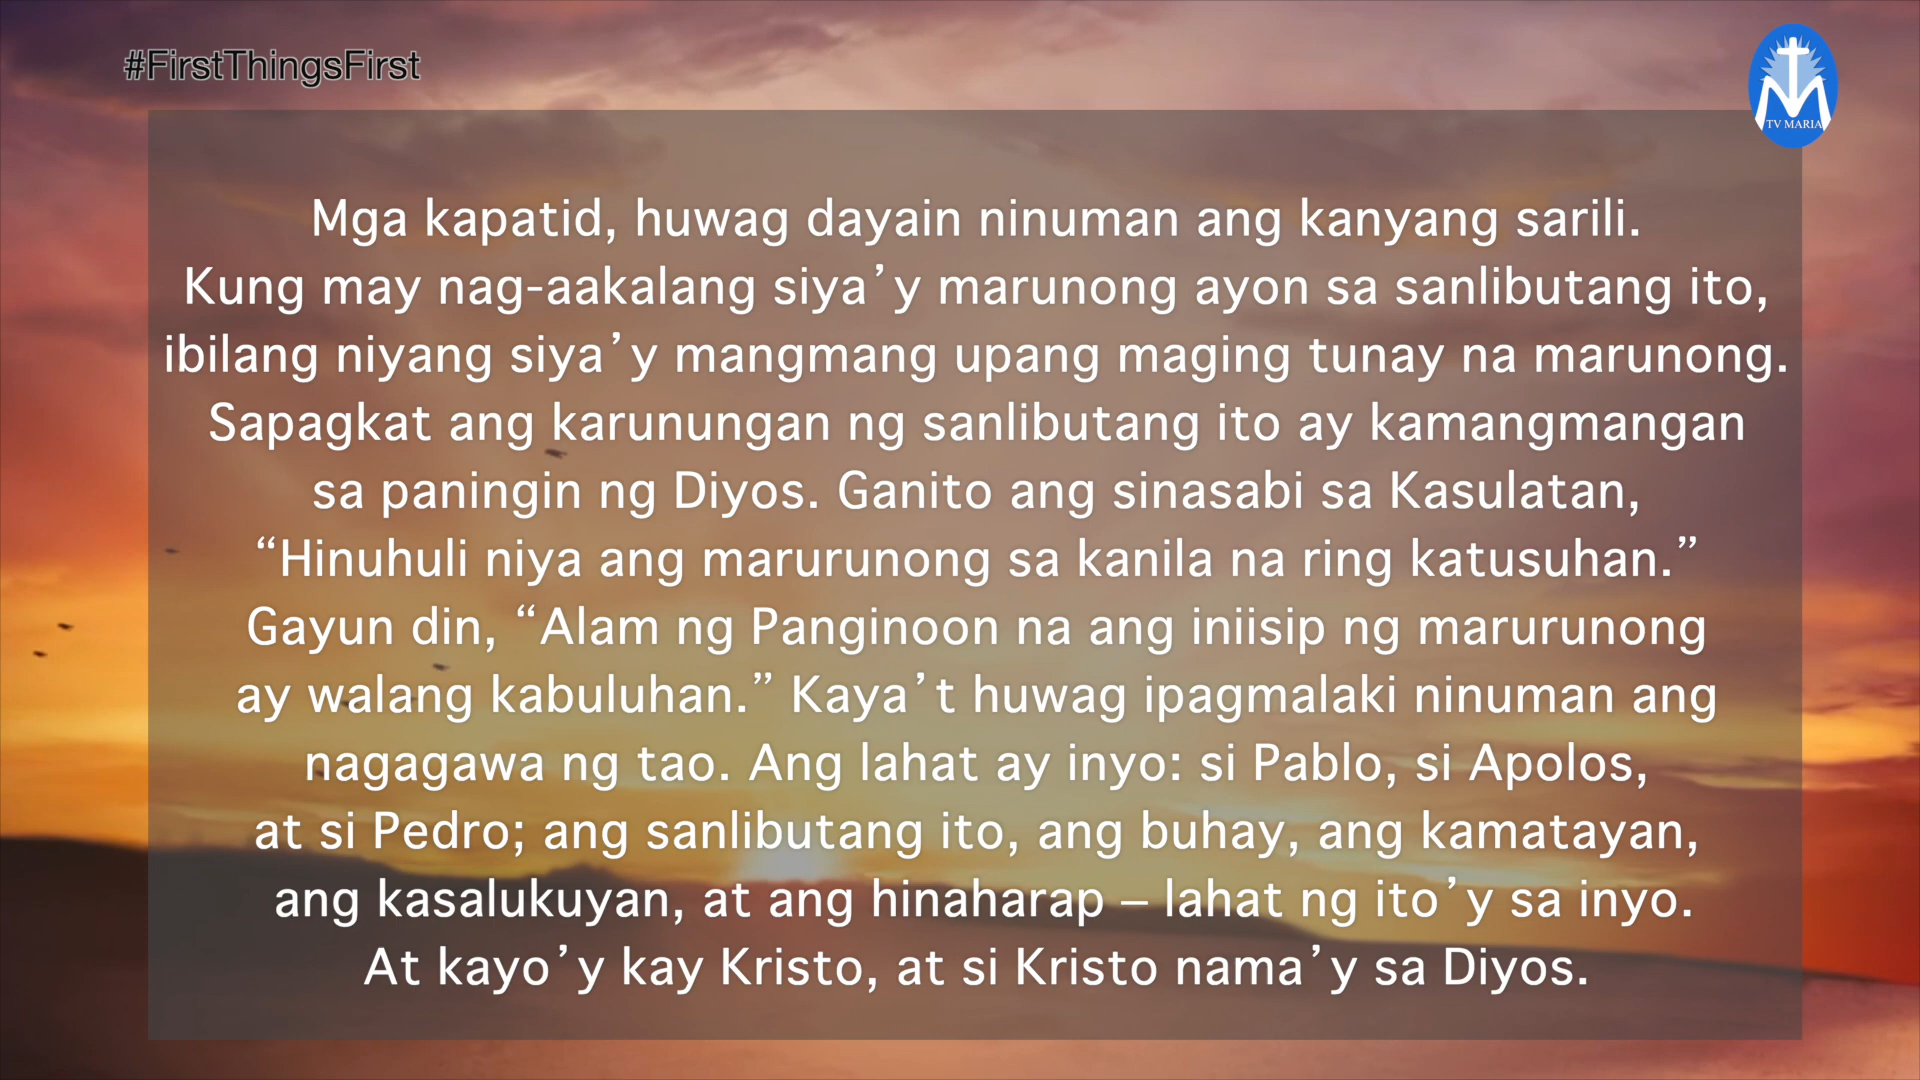 #FirstThingsFirst
TV MARIA
Mga kapatid, huwag dayain ninuman ang kanyang sarili.
Kung may nag-aakalang siya’y marunong ayon sa sanlibutang ito,
ibilang niyang siya’y mangmang upang maging tunay na marunong.
Sapagkat ang karunungan ng sanlibutang ito ay kamangmangan
sa paningin ng Diyos. Ganito ang sinasabi sa Kasulatan,
“Hinuhuli niya ang marurunong sa kanila na ring katusuhan.”
Gayun din, “Alam ng Panginoon na ang iniisip ng marurunong
ay walang kabuluhan.” Kaya’t huwag ipagmalaki ninuman ang
nagagawa ng tao. Ang lahat ay inyo: si Pablo, si Apolos,
at si Pedro; ang sanlibutang ito, ang buhay, ang kamatayan,
ang kasalukuyan, at ang hinaharap – lahat ng ito’y sa inyo.
At kayo’y kay Kristo, at si Kristo nama’y sa Diyos.